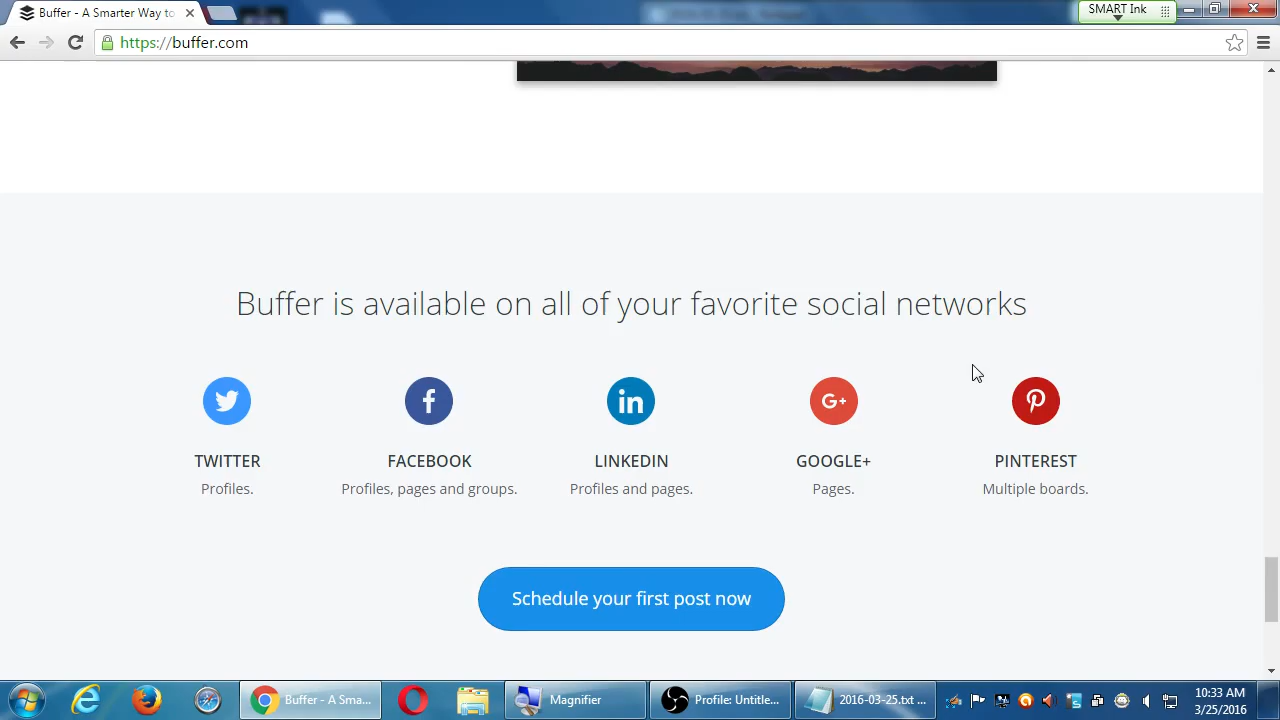 Buffer - A Smarter Way to
SMART Ink
https://buffer.com
Buffer is available on all of your favorite social networks
TWITTER
Profiles.
FACEBOOK
Profiles, pages and groups.
LINKEDIN
Profiles and pages.
GOOGLE+
Pages.
PINTEREST
Multiple boards.
Schedule your first post now
Buffer - A Sma...
Magnifier
Profile: Untitle...
2016-03-25.txt ...
10:33 AM
3/25/2016